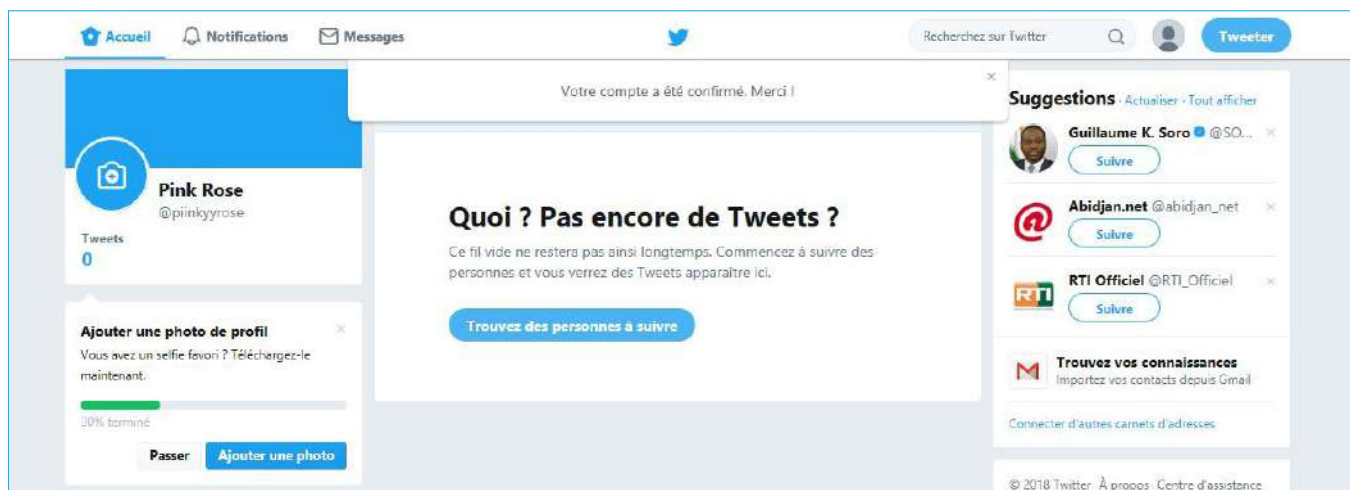 Accueil
Notifications
Messages
Recherchez sur Twitter
Tweeter
Votre compte a été confirmé. Merci !
×
Pink Rose
@piinkyyrose
Tweets
0
Ajouter une photo de profil
×
Vous avez un selfie favori ? Téléchargez-le
maintenant.
30% terminé
Passer
Ajouter une photo
Quoi ? Pas encore de Tweets ?
Ce fil vide ne restera pas ainsi longtemps. Commencez à suivre des
personnes et vous verrez des Tweets apparaître ici.
Trouvez des personnes à suivre
Suggestions · Actualiser · Tout afficher
Guillaume K. Soro @SO... ×
Suivre
Abidjan.net @abidjan_net ×
Suivre
RTI
RTI Officiel @RTI_Officiel ×
Suivre
Trouvez vos connaissances
Importez vos contacts depuis Gmail
Connecter d'autres carnets d'adresses
© 2018 Twitter À propos Centre d'assistance